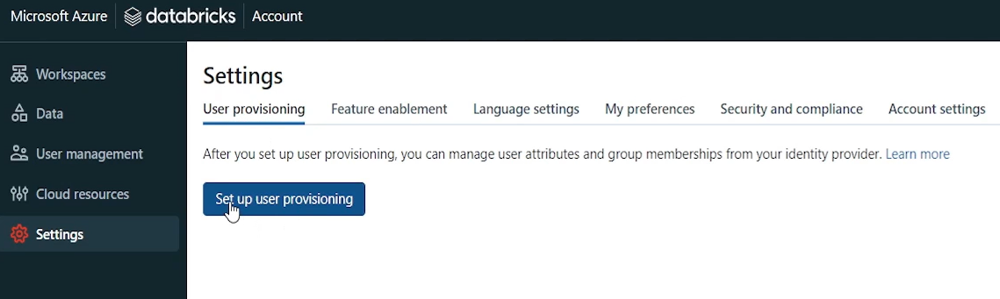 Microsoft Azure databricks Account
Workspaces
Data
User management
Cloud resources
Settings
Settings
User provisioning Feature enablement Language settings My preferences Security and compliance Account settings
After you set up user provisioning, you can manage user attributes and group memberships from your identity provider. Learn more
Set up user provisioning